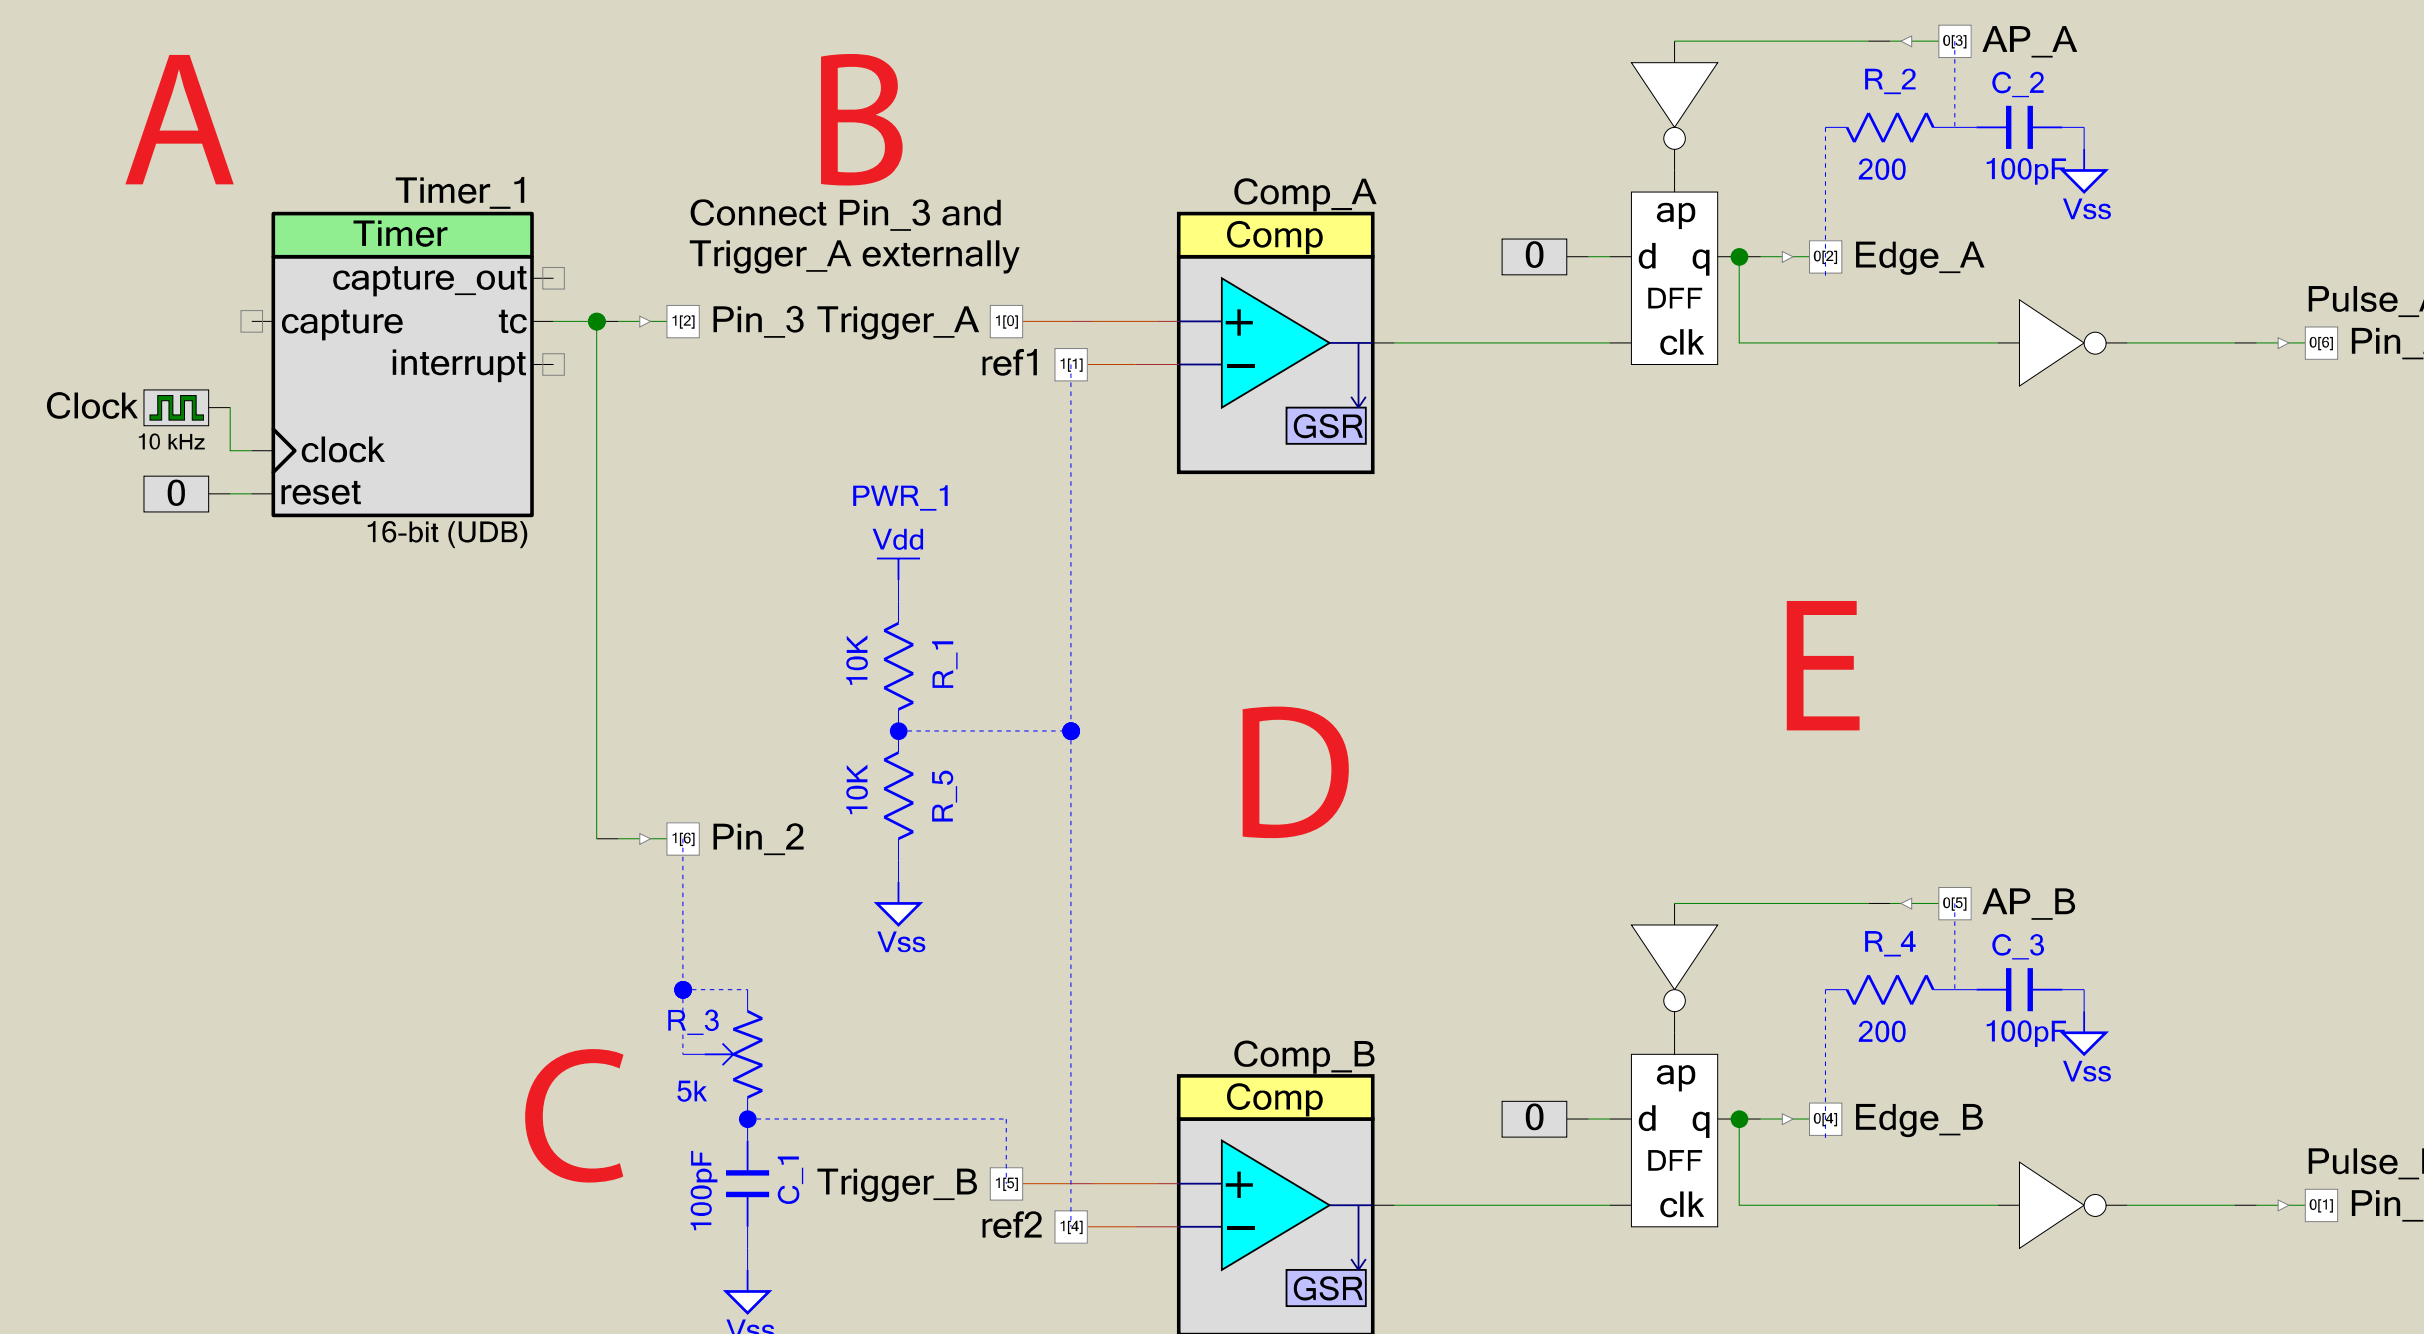 A
B
Timer_1
Timer
capture_out
capture
tc
interrupt
Clock
10 kHz
clock
0
reset
16-bit (UDB)
Connect Pin_3 and
Trigger_A externally
1[2]
Pin_3
Trigger_A
1[0]
ref1
1[1]
Comp_A
Comp
+
−
GSR
0[3]
AP_A
R_2
C_2
200
100pF
Vss
ap
0
d
q
DFF
clk
0[2]
Edge_A
Pulse_
0[6]
Pin_
PWR_1
Vdd
10K
R_1
10K
R_5
Vss
D
E
1[6]
Pin_2
R_3
5k
C
100pF
C_1
Vss
Trigger_B
1[5]
ref2
1[4]
Comp_B
Comp
+
−
GSR
0[5]
AP_B
R_4
C_3
200
100pF
Vss
ap
0
d
q
DFF
clk
0[4]
Edge_B
Pulse_
0[1]
Pin_